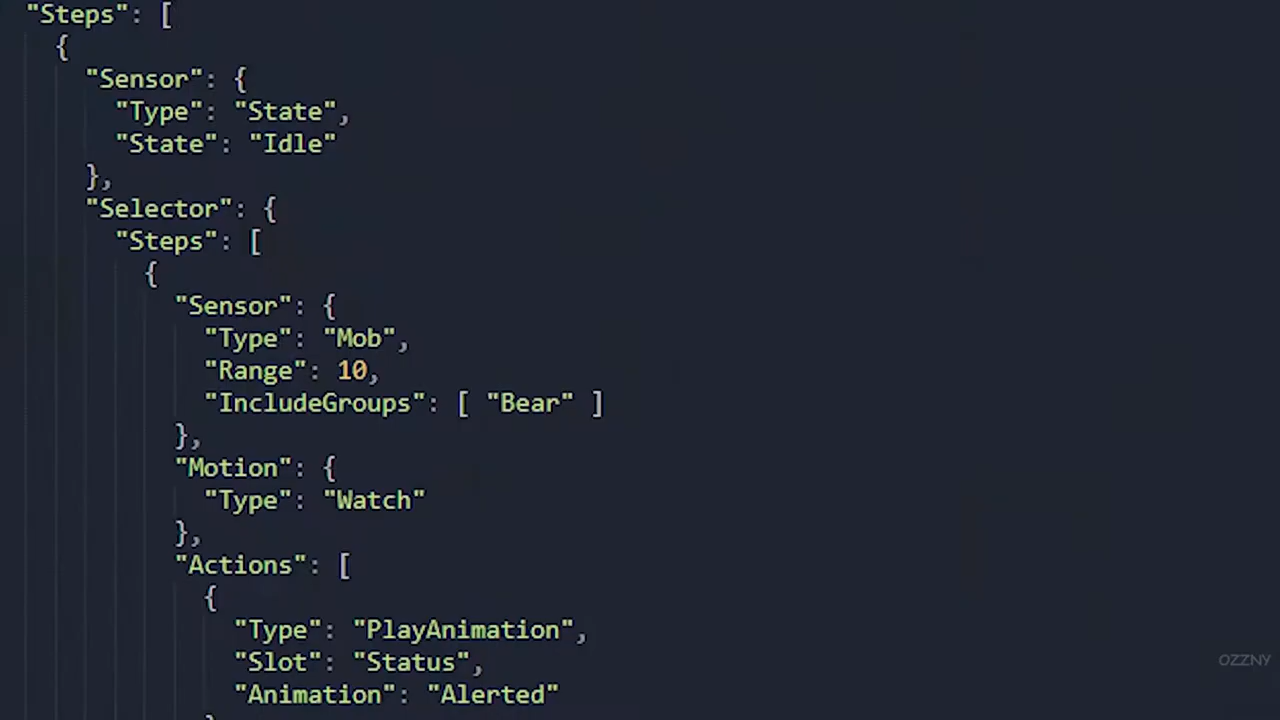 "Steps": [
{
"Sensor": {
"Type": "State",
"State": "Idle"
},
"Selector": {
"Steps": [
{
"Sensor": {
"Type": "Mob",
"Range": 10,
"IncludeGroups": [ "Bear" ]
},
"Motion": {
"Type": "Watch"
},
"Actions": [
{
"Type": "PlayAnimation",
"Slot": "Status",
"Animation": "Alerted"
OZZNY